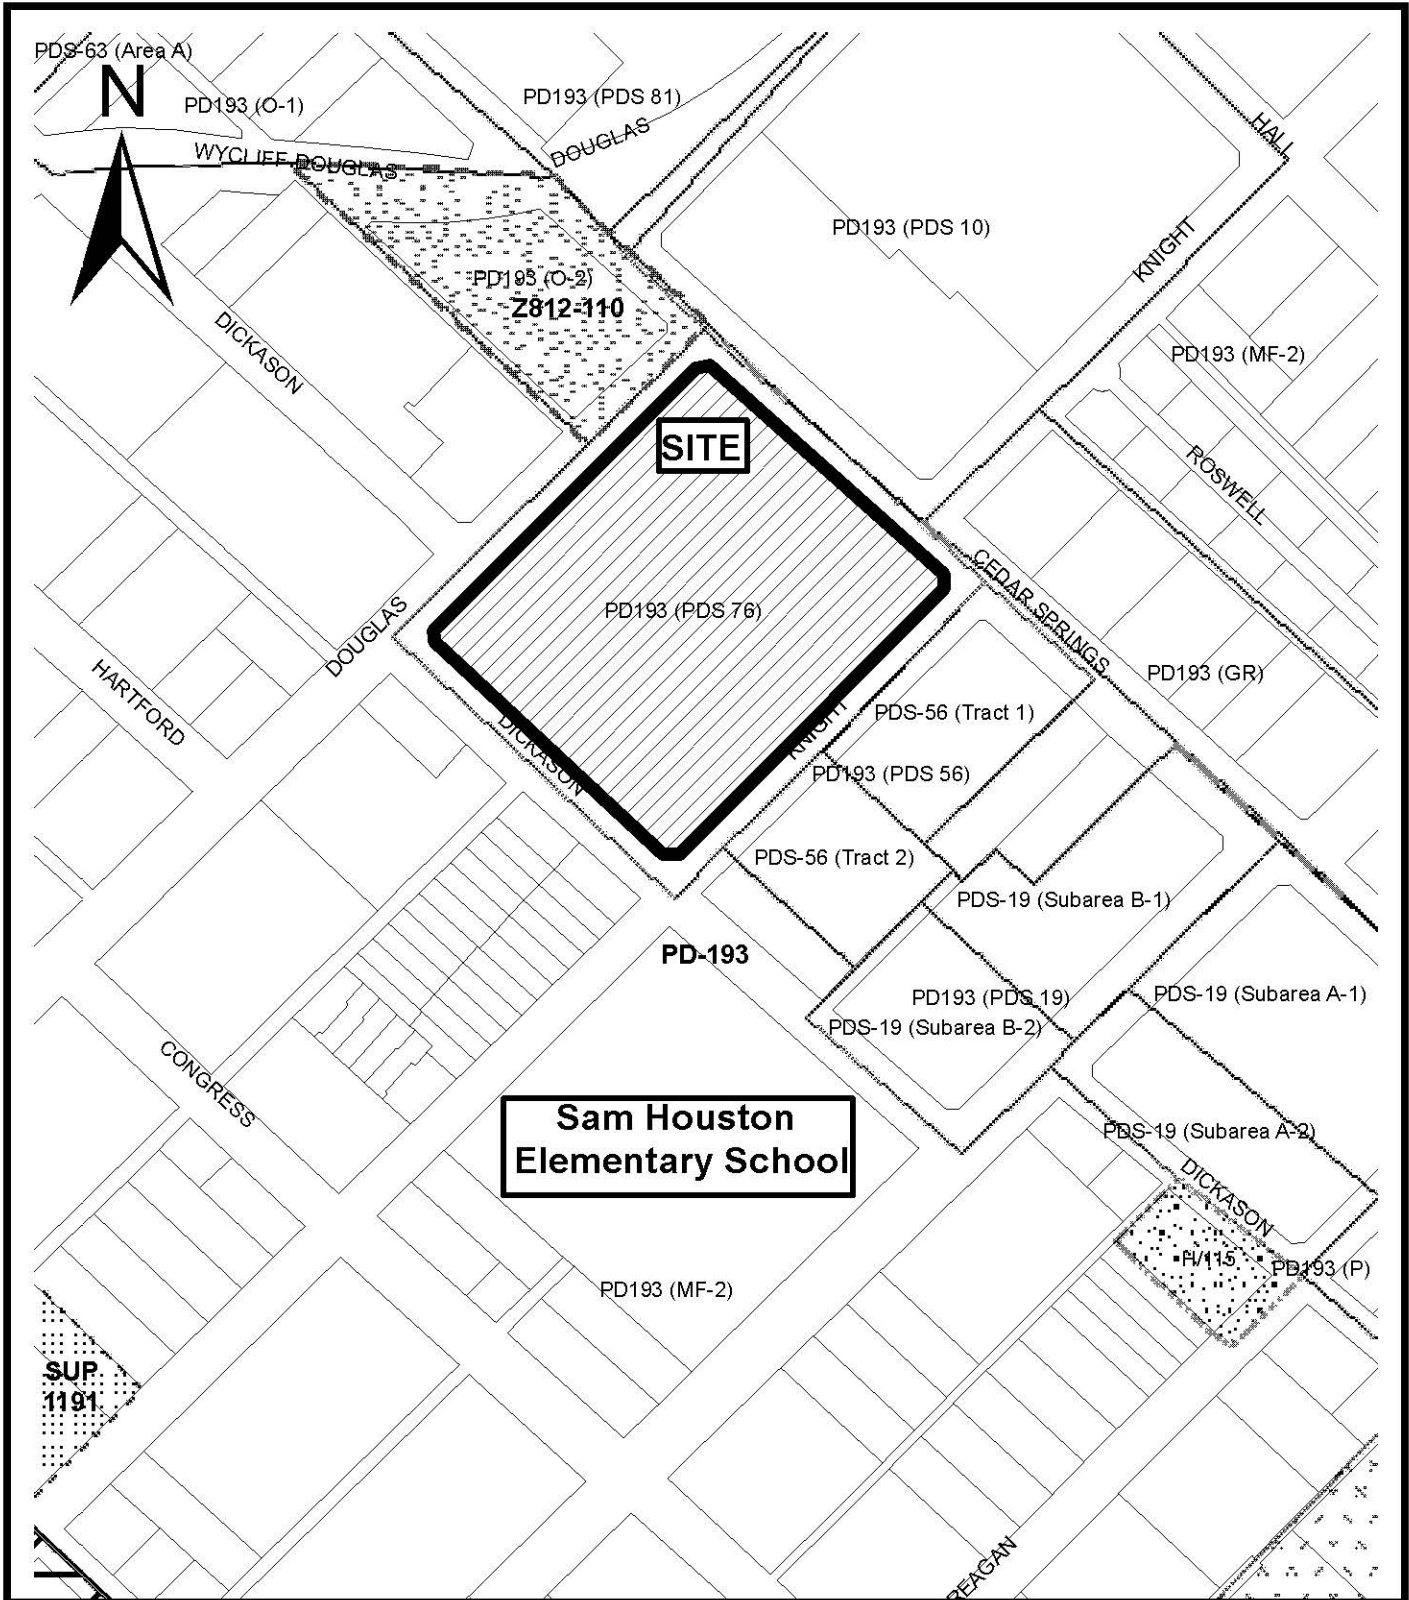 PDS-63 (Area A)
N
PD193 (O-1)
PD193 (PDS 81)
DOUGLAS
HALL
WYCLIFF DOUGLAS
PD193 (PDS 10)
KNIGHT
PD193 (O-2)
Z812-110
DICKASON
PD193 (MF-2)
SITE
ROSWELL
CEDAR SPRINGS
PD193 (PDS 76)
DOUGLAS
HARTFORD
PD193 (GR)
DICKASON
KNIGHT
PDS-56 (Tract 1)
PD193 (PDS 56)
PDS-56 (Tract 2)
PDS-19 (Subarea B-1)
PD-193
PD193 (PDS 19)
PDS-19 (Subarea A-1)
PDS-19 (Subarea B-2)
CONGRESS
Sam Houston
Elementary School
PDS-19 (Subarea A-2)
DICKASON
H/115
PD193 (P)
PD193 (MF-2)
SUP
1191
REAGAN